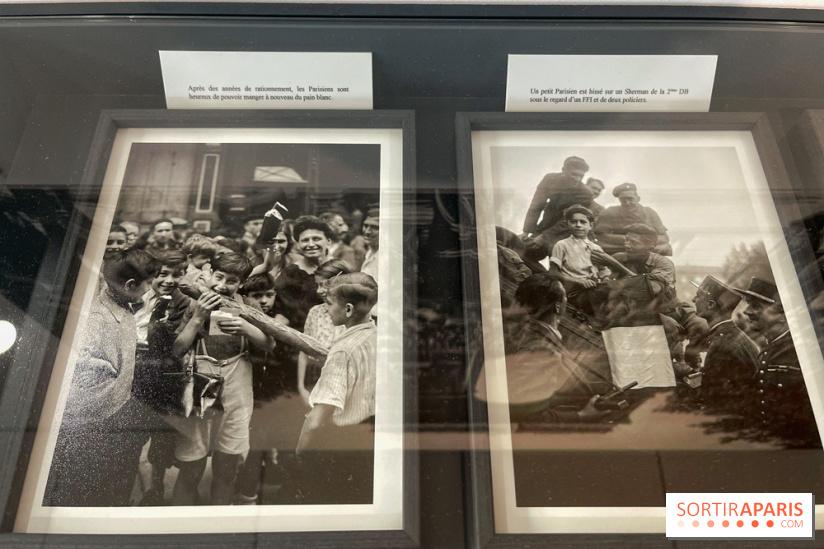 Après des années de rationnement, les Parisiens sont
heureux de pouvoir manger à nouveau du pain blanc.
Un petit Parisien est hissé sur un Sherman de la 2ème DB
sous le regard d'un FFI et de deux policiers.
SORTIRAPARIS
.COM